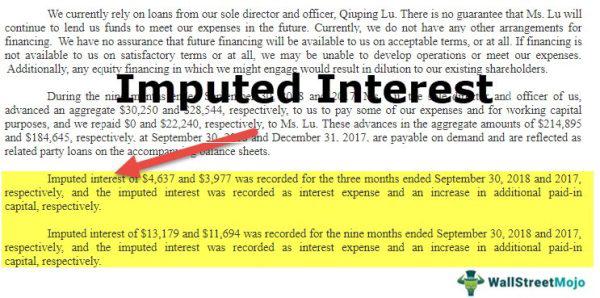 We currently rely on loans from our sole director and officer, Qiuping Lu. There is no guarantee that Ms. Lu will
continue to lend us funds to meet our expenses in the future. Currently, we do not have any other arrangements for
financing. We have no assurance that future financing will be available to us on acceptable terms, or at all. If financing is
not available to us on satisfactory terms or at all, we may be unable to develop operations or meet our expenses.
Additionally, any equity financing in which we might engage would result in dilution to our existing shareholders.
Imputed Interest
During the nine ended 2018 and 2017 director and officer of us,
advanced an aggregate $30,250 and $28,544, respectively, to us to pay some of our expenses and for working capital
purposes, and we repaid $0 and $22,240, respectively, to Ms. Lu. These advances in the aggregate amounts of $214,895
and $184,645, respectively. at September 30, and December 31. 2017. are payable on demand and are reflected as
related party loans on the accompanying balance sheets.
Imputed interest of $4,637 and $3,977 was recorded for the three months ended September 30, 2018 and 2017,
respectively, and the imputed interest was recorded as interest expense and an increase in additional paid-in
capital, respectively.
Imputed interest of $13,179 and $11,694 was recorded for the nine months ended September 30, 2018 and 2017,
respectively, and the imputed interest was recorded as interest expense and an increase in additional paid-in
capital, respectively.
WallStreetMojo